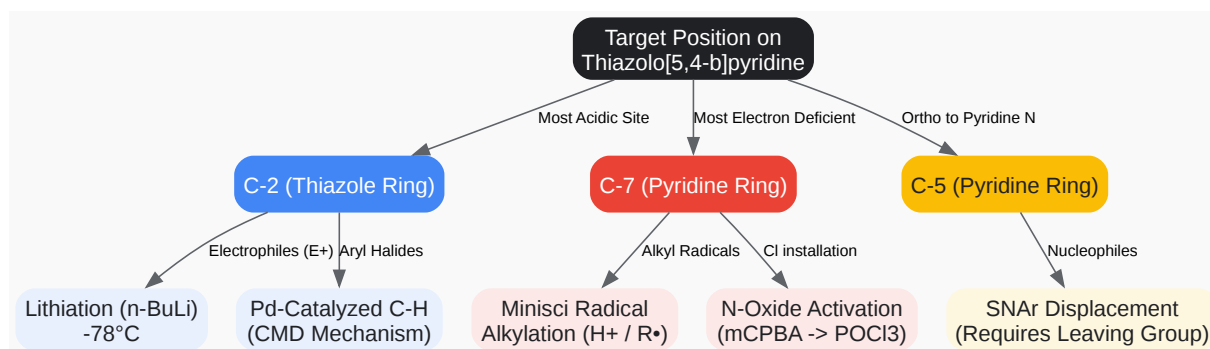 Target Position on
Thiazolo[5,4-b]pyridine
Most Acidic Site
Most Electron Deficient
Ortho to Pyridine N
C-2 (Thiazole Ring)
C-7 (Pyridine Ring)
C-5 (Pyridine Ring)
Electrophiles (E+)
Aryl Halides
Alkyl Radicals
Cl installation
Nucleophiles
Lithiation (n-BuLi)
-78°C
Pd-Catalyzed C-H
(CMD Mechanism)
Minisci Radical
Alkylation (H+ / R•)
N-Oxide Activation
(mCPBA -> POCl3)
SNAr Displacement
(Requires Leaving Group)